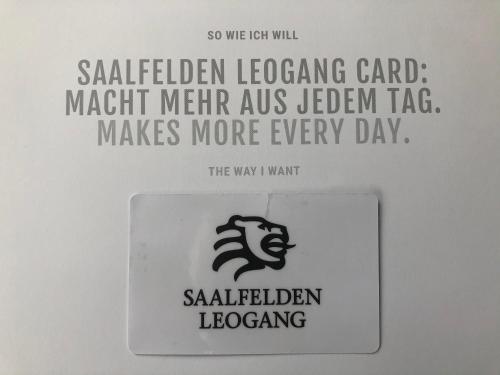 SO WIE ICH WILL
SAALFELDEN LEOGANG CARD:
MACHT MEHR AUS JEDEM TAG.
MAKES MORE EVERY DAY.
THE WAY I WANT
SAALFELDEN
LEOGANG